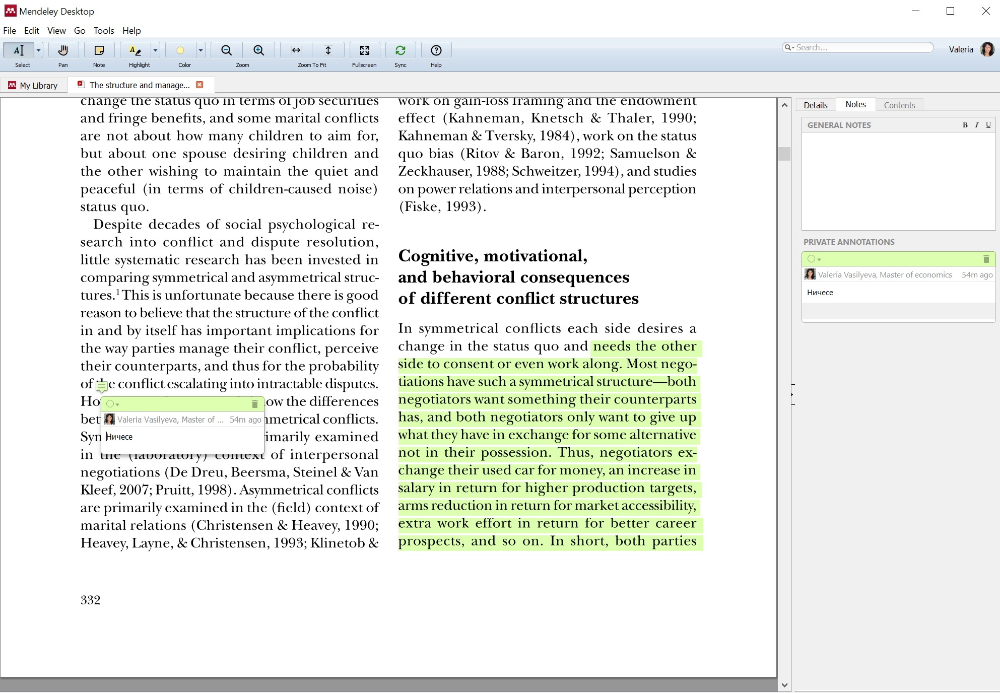 Mendeley Desktop
File Edit View Go Tools Help
Select Pan Note Highlight Color Zoom Zoom To Fit Fullscreen Sync Help
Search...
Valeria
My Library
The structure and manage...
change the status quo in terms of job securities
and fringe benefits, and some marital conflicts
are not about how many children to aim for,
but about one spouse desiring children and
the other wishing to maintain the quiet and
peaceful (in terms of children-caused noise)
status quo.
Despite decades of social psychological re-
search into conflict and dispute resolution,
little systematic research has been invested in
comparing symmetrical and asymmetrical struc-
tures.1 This is unfortunate because there is good
reason to believe that the structure of the conflict
in and by itself has important implications for
the way parties manage their conflict, perceive
their counterparts, and thus for the probability
of the conflict escalating into intractable disputes.
Ho ow the differences
bet mmetrical conflicts.
Syn imarily examined
in the (laboratory) context of interpersonal
negotiations (De Dreu, Beersma, Steinel & Van
Kleef, 2007; Pruitt, 1998). Asymmetrical conflicts
are primarily examined in the (field) context of
marital relations (Christensen & Heavey, 1990;
Heavey, Layne, & Christensen, 1993; Klinetob &
Valeria Vasilyeva, Master of ... 54m ago
Ничесе
332
work on gain-loss framing and the endowment
effect (Kahneman, Knetsch & Thaler, 1990;
Kahneman & Tversky, 1984), work on the status
quo bias (Ritov & Baron, 1992; Samuelson &
Zeckhauser, 1988; Schweitzer, 1994), and studies
on power relations and interpersonal perception
(Fiske, 1993).
Cognitive, motivational,
and behavioral consequences
of different conflict structures
In symmetrical conflicts each side desires a
change in the status quo and needs the other
side to consent or even work along. Most nego-
tiations have such a symmetrical structure—both
negotiators want something their counterparts
has, and both negotiators only want to give up
what they have in exchange for some alternative
not in their possession. Thus, negotiators ex-
change their used car for money, an increase in
salary in return for higher production targets,
arms reduction in return for market accessibility,
extra work effort in return for better career
prospects, and so on. In short, both parties
Details Notes Contents
GENERAL NOTES B I U
PRIVATE ANNOTATIONS
Valeria Vasilyeva, Master of economics 54m ago
Ничесе